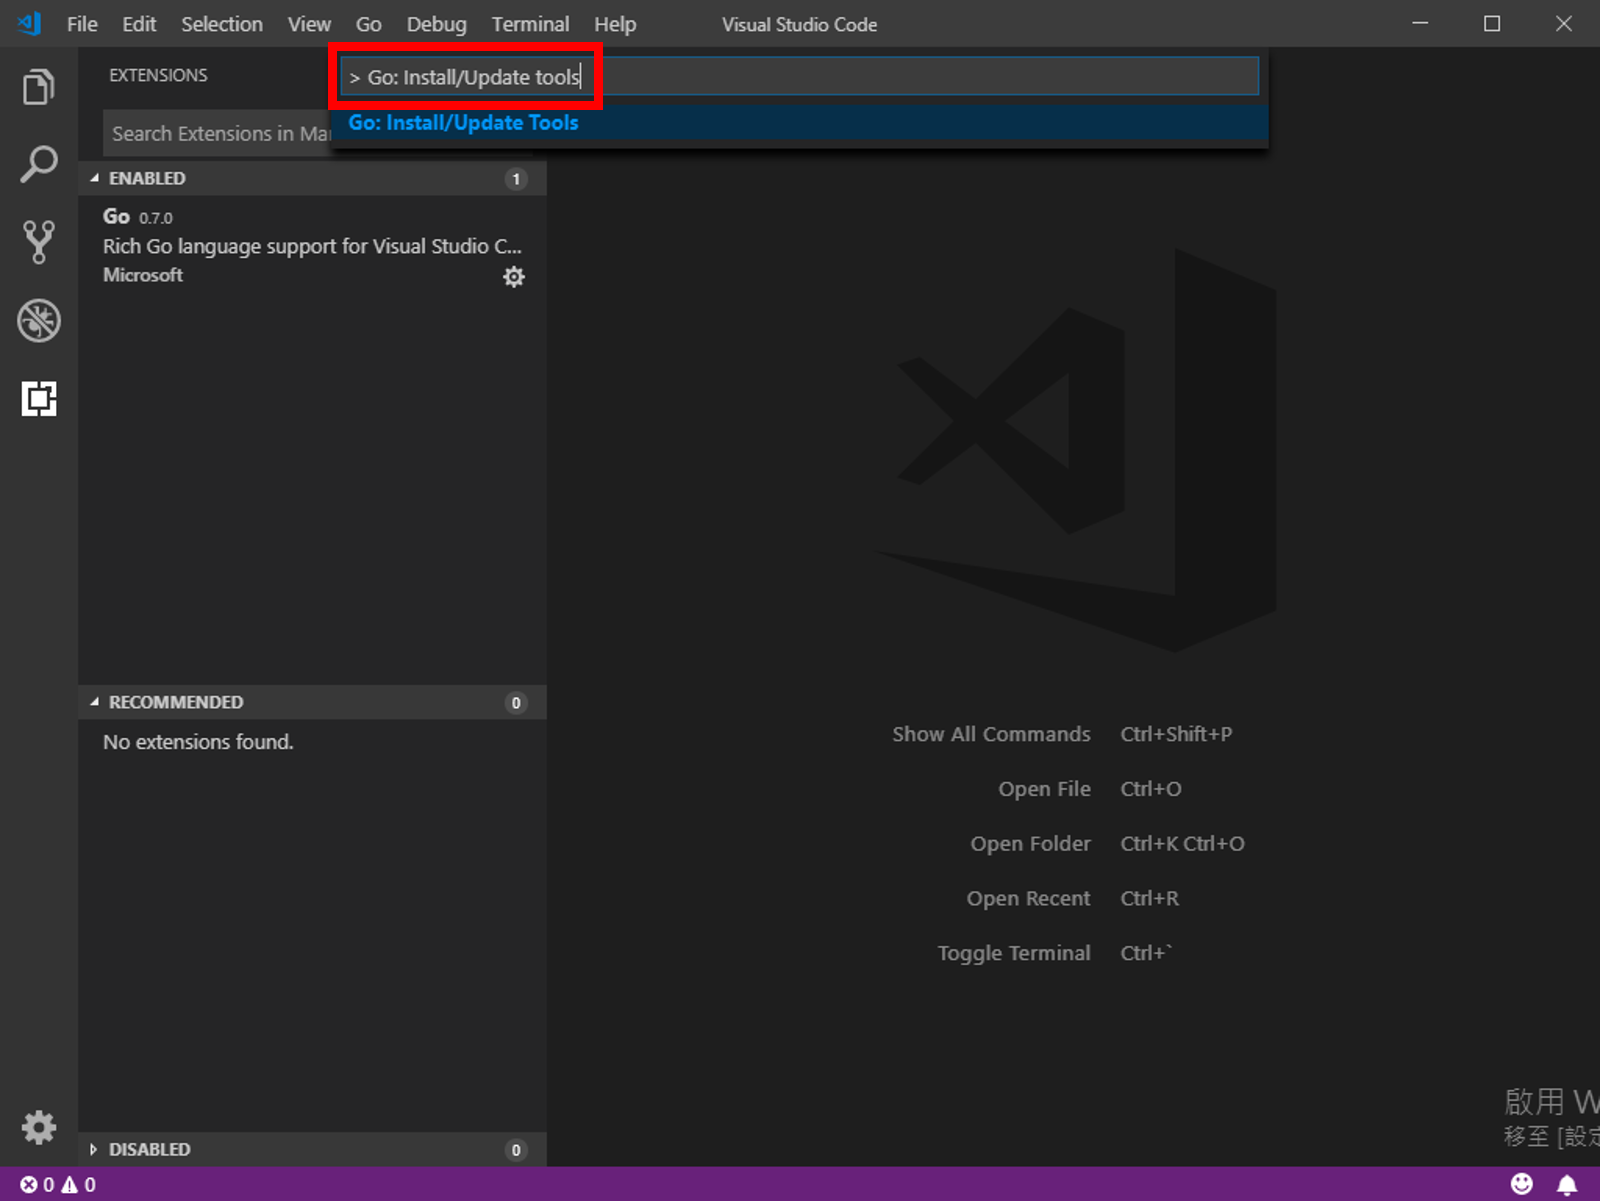 File Edit Selection View Go Debug Terminal Help Visual Studio Code
> Go: Install/Update tools
Go: Install/Update Tools
EXTENSIONS
Search Extensions in Ma
ENABLED 1
Go 0.7.0
Rich Go language support for Visual Studio C...
Microsoft
RECOMMENDED 0
No extensions found.
Show All Commands Ctrl+Shift+P
Open File Ctrl+O
Open Folder Ctrl+K Ctrl+O
Open Recent Ctrl+R
Toggle Terminal Ctrl+`
啟用 W
移至 [設定
DISABLED 0
0 0